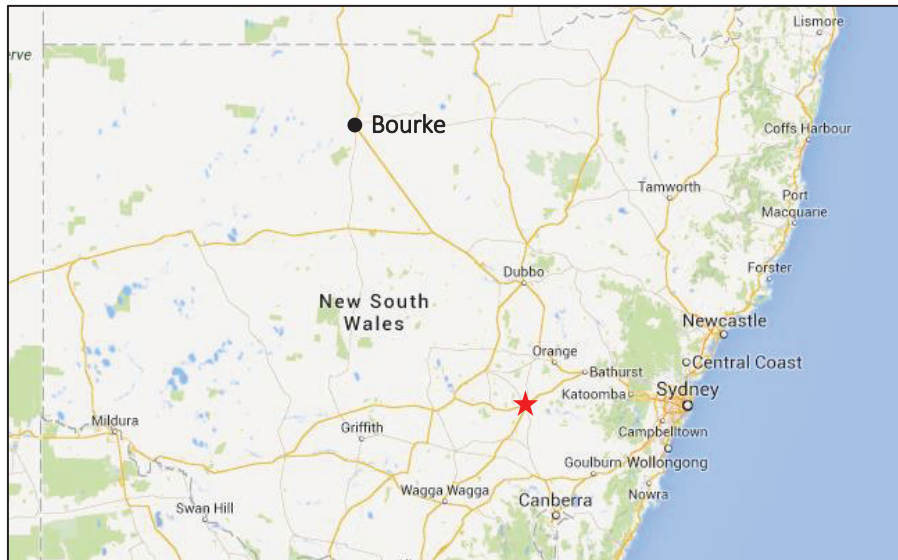 Lismore
erve
Bourke
Coffs Harbour
Tamworth
Port
Macquarie
Forster
Dubbo
New South
Wales
Newcastle
Orange
Bathurst
Central Coast
Katoomba
Sydney
Mildura
Griffith
Campbelltown
Goulburn
Wollongong
Wagga Wagga
Nowra
Swan Hill
Canberra